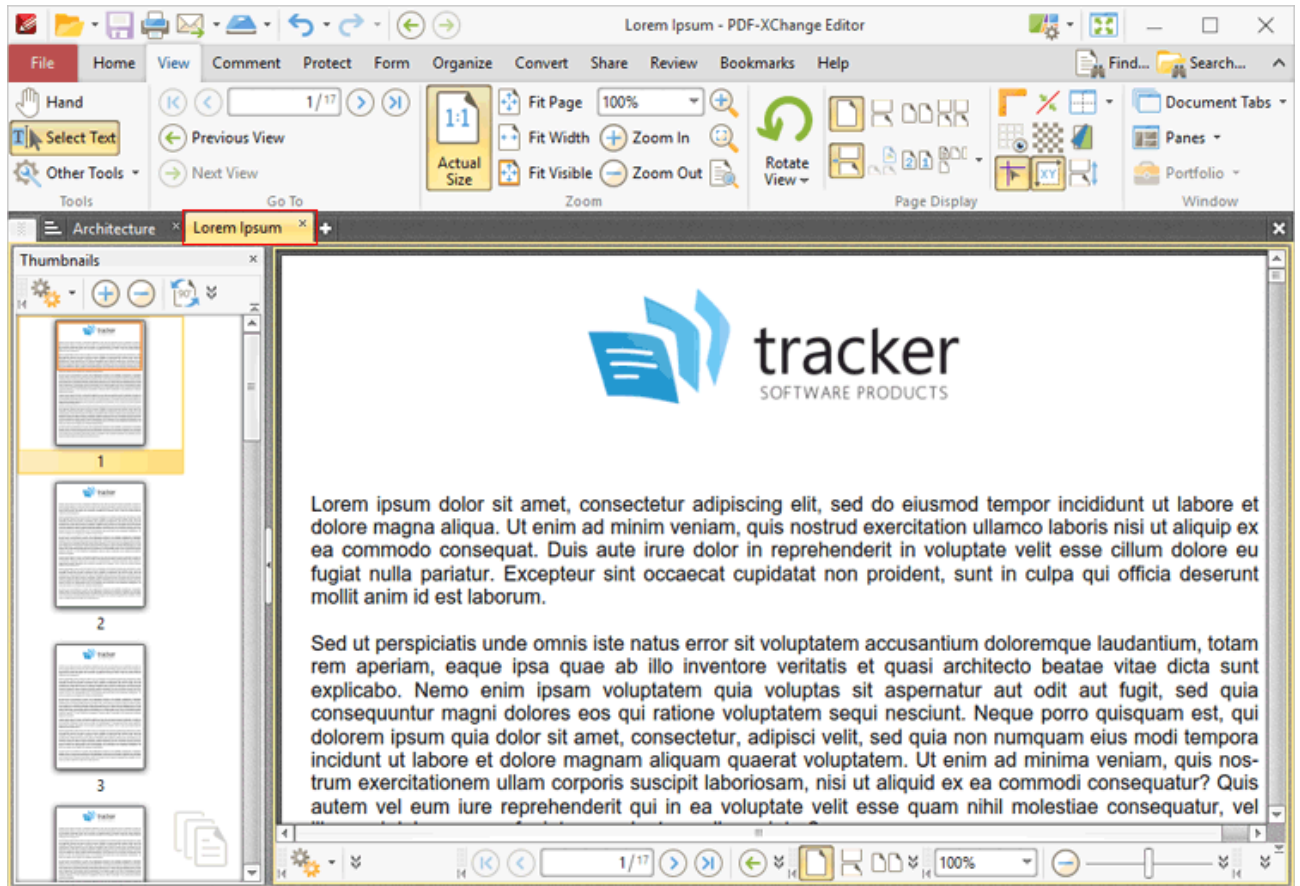 Lorem Ipsum - PDF-XChange Editor
File Home View Comment Protect Form Organize Convert Share Review Bookmarks Help Find... Search...
Hand 1/17 Fit Page 100% Document Tabs
Select Text Previous View 1:1 Fit Width Zoom In Panes
Other Tools Next View Actual Size Fit Visible Zoom Out Rotate View Portfolio
Tools Go To Zoom Page Display Window
Architecture × Lorem Ipsum ×
Thumbnails ×
90°
tracker
SOFTWARE PRODUCTS
1
2
3
Lorem ipsum dolor sit amet, consectetur adipiscing elit, sed do eiusmod tempor incididunt ut labore et
dolore magna aliqua. Ut enim ad minim veniam, quis nostrud exercitation ullamco laboris nisi ut aliquip ex
ea commodo consequat. Duis aute irure dolor in reprehenderit in voluptate velit esse cillum dolore eu
fugiat nulla pariatur. Excepteur sint occaecat cupidatat non proident, sunt in culpa qui officia deserunt
mollit anim id est laborum.
Sed ut perspiciatis unde omnis iste natus error sit voluptatem accusantium doloremque laudantium, totam
rem aperiam, eaque ipsa quae ab illo inventore veritatis et quasi architecto beatae vitae dicta sunt
explicabo. Nemo enim ipsam voluptatem quia voluptas sit aspernatur aut odit aut fugit, sed quia
consequuntur magni dolores eos qui ratione voluptatem sequi nesciunt. Neque porro quisquam est, qui
dolorem ipsum quia dolor sit amet, consectetur, adipisci velit, sed quia non numquam eius modi tempora
incidunt ut labore et dolore magnam aliquam quaerat voluptatem. Ut enim ad minima veniam, quis nos-
trum exercitationem ullam corporis suscipit laboriosam, nisi ut aliquid ex ea commodi consequatur? Quis
autem vel eum iure reprehenderit qui in ea voluptate velit esse quam nihil molestiae consequatur, vel
1/17 100%